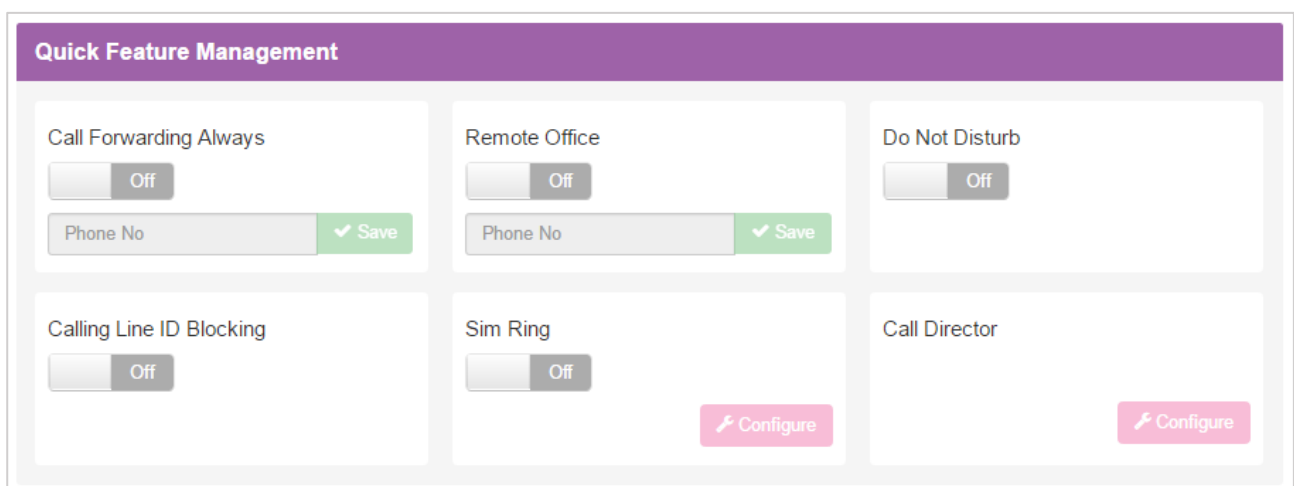 Quick Feature Management
Call Forwarding Always
Off
Phone No
Save
Remote Office
Off
Phone No
Save
Do Not Disturb
Off
Calling Line ID Blocking
Off
Sim Ring
Off
Configure
Call Director
Configure